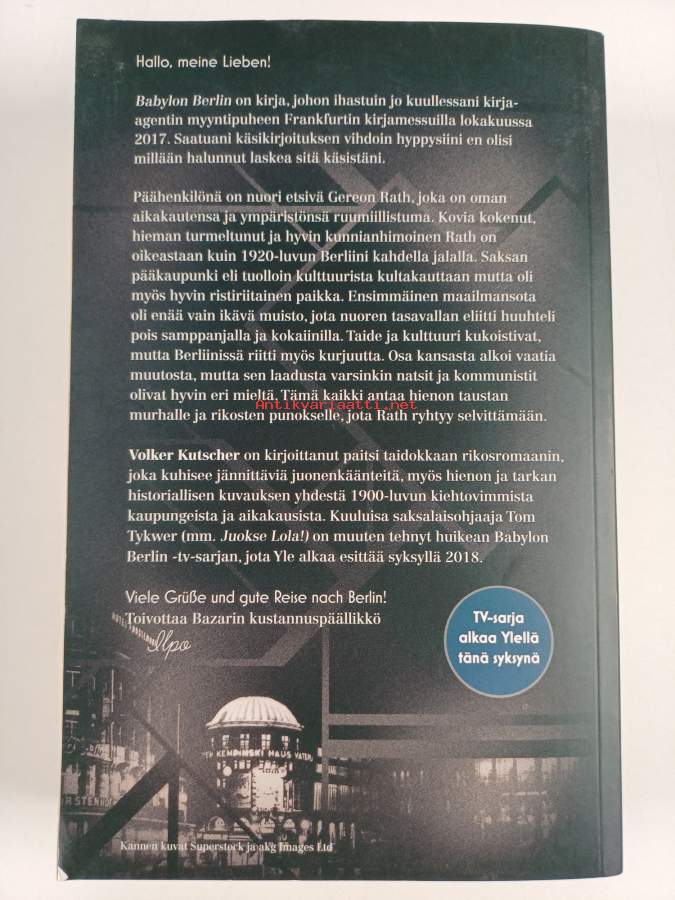 Hallo, meine Lieben!
Babylon Berlin on kirja, johon ihastuin jo kuullessani kirja-
agentin myyntipuheen Frankfurtin kirjamessuilla lokakuussa
2017. Saatuani käsikirjoituksen vihdoin hyppysiini en olisi
millään halunnut laskea sitä käsistäni.
Päähenkilönä on nuori etsivä Gereon Rath, joka on oman
aikakautensa ja ympäristönsä ruumiillistuma. Kovia kokenut,
hieman turmeltunut ja hyvin kunnianhimoinen Rath on
oikeastaan kuin 1920-luvun Berliini kahdella jalalla. Saksan
pääkaupunki eli tuolloin kulttuurista kultakauttaan mutta oli
myös hyvin ristiriitainen paikka. Ensimmäinen maailmansota
oli enää vain ikävä muisto, jota nuoren tasavallan eliitti huuhteli
pois samppanjalla ja kokaiinilla. Taide ja kulttuuri kukoistivat,
mutta Berliinissä riitti myös kurjuutta. Osa kansasta alkoi vaatia
muutosta, mutta sen laadusta varsinkin natsit ja kommunistit
olivat hyvin eri mieltä. Tämä kaikki antaa hienon taustan
Antikvariaatti.net
murhalle ja rikosten punokselle, jota Rath ryhtyy selvittämään.
Volker Kutscher on kirjoittanut paitsi taidokkaan rikosromaanin,
joka kuhisee jännittäviä juonenkäänteitä, myös hienon ja tarkan
historiallisen kuvauksen yhdestä 1900-luvun kiehtovimmista
kaupungeista ja aikakausista. Kuuluisa saksalaisohjaaja Tom
Tykwer (mm. Juokse Lola!) on muuten tehnyt huikean Babylon
Berlin -tv-sarjan, jota Yle alkaa esittää syksyllä 2018.
Viele Grüße und gute Reise nach Berlin!
Toivottaa Bazarin kustannuspäällikkö
Ilpo
TV-sarja
alkaa Ylellä
tänä syksynä
KEMPINSKI HAUS VATERL
Kannen kuvat Superstock ja akg Images Ltd